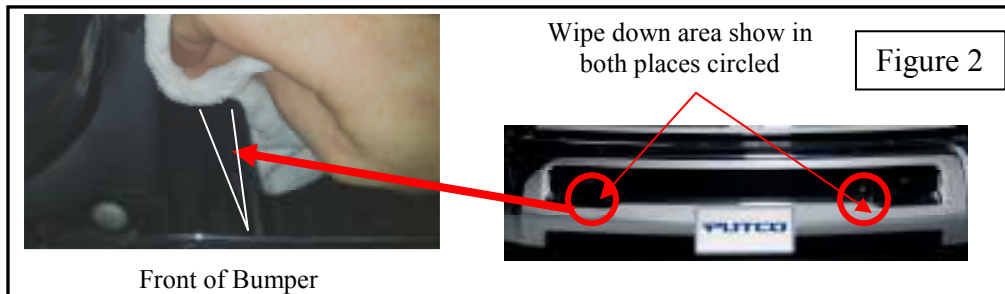 Wipe down area show in
both places circled
Figure 2
PUTCO
Front of Bumper